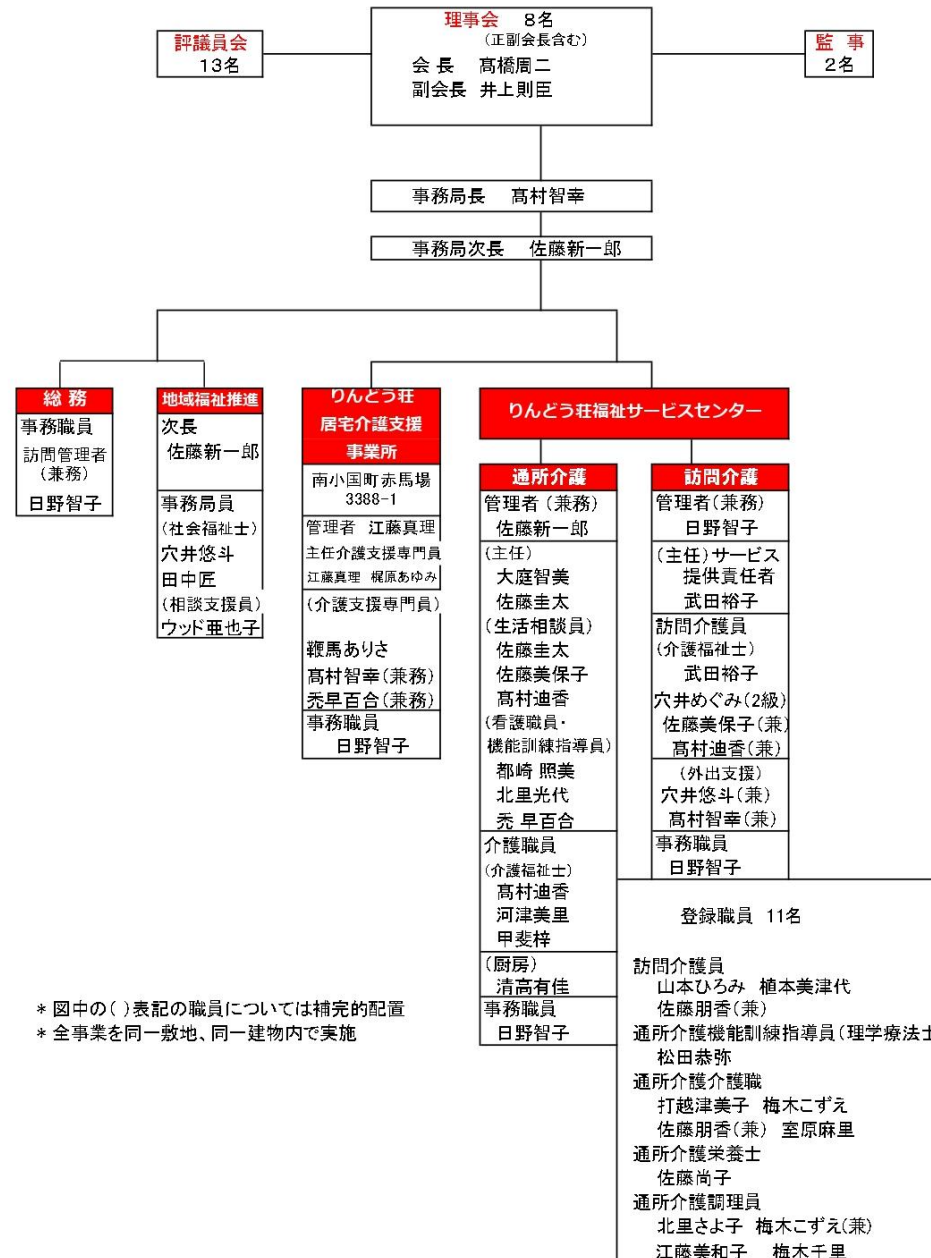 理事会 8名
(正副会長含む)
会 長 髙橋周二
副会長 井上則臣
評議員会
13名
監 事
2名
事務局長 髙村智幸
事務局次長 佐藤新一郎
総 務
事務職員
訪問管理者
(兼務)
日野智子
地域福祉推進
次長
佐藤新一郎
事務局員
(社会福祉士)
穴井悠斗
田中匠
(相談支援員)
ウッド亜也子
りんどう荘
居宅介護支援
事業所
南小国町赤馬場
3388-1
管理者 江藤真理
主任介護支援専門員
江藤真理 梶原あゆみ
(介護支援専門員)
鞭馬ありさ
髙村智幸(兼務)
禿早百合(兼務)
事務職員
日野智子
りんどう荘福祉サービスセンター
通所介護
管理者(兼務)
佐藤新一郎
(主任)
大庭智美
佐藤圭太
(生活相談員)
佐藤圭太
佐藤美保子
髙村迪香
(看護職員・
機能訓練指導員)
都崎 照美
北里光代
禿 早百合
介護職員
(介護福祉士)
髙村迪香
河津美里
甲斐梓
(厨房)
清高有佳
事務職員
日野智子
訪問介護
管理者(兼務)
日野智子
(主任)サービス
提供責任者
武田裕子
訪問介護員
(介護福祉士)
武田裕子
穴井めぐみ(2級)
佐藤美保子(兼)
髙村迪香(兼)
(外出支援)
穴井悠斗(兼)
髙村智幸(兼)
事務職員
日野智子
登録職員 11名
訪問介護員
山本ひろみ 植本美津代
佐藤朋香(兼)
通所介護機能訓練指導員(理学療法士
松田恭弥
通所介護介護職
打越津美子 梅木こずえ
佐藤朋香(兼) 室原麻里
通所介護栄養士
佐藤尚子
通所介護調理員
北里さよ子 梅木こずえ(兼)
江藤美和子 梅木千里
*図中の( )表記の職員については補完的配置
*全事業を同一敷地、同一建物内で実施